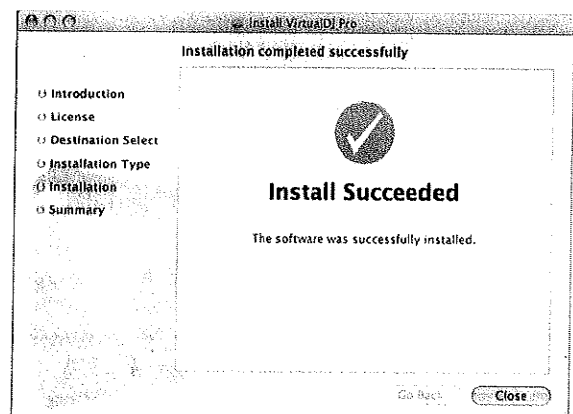 Install VirtualDJ Pro
Installation completed successfully
Introduction
License
Destination Select
Installation Type
Installation
Summary
Install Succeeded
The software was successfully installed.
Go Back
Close